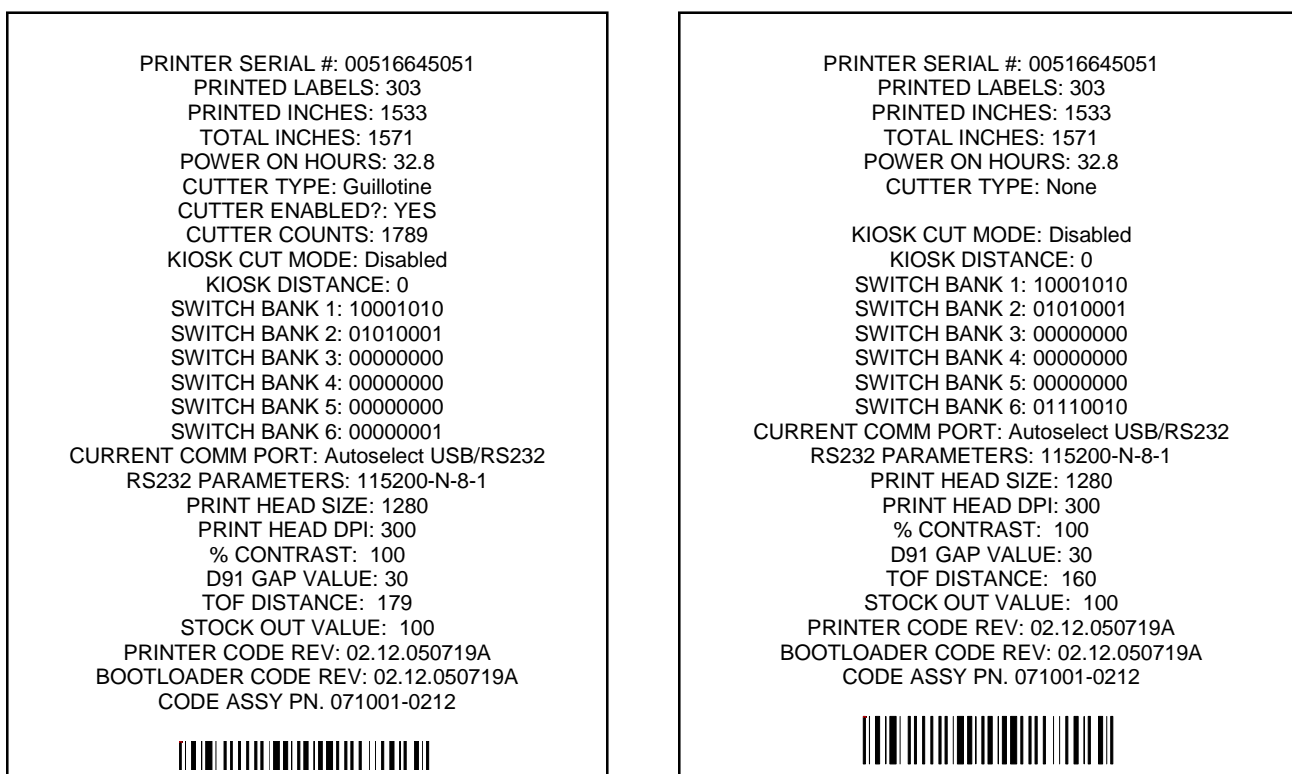 PRINTER SERIAL #: 00516645051
PRINTED LABELS: 303
PRINTED INCHES: 1533
TOTAL INCHES: 1571
POWER ON HOURS: 32.8
CUTTER TYPE: Guillotine
CUTTER ENABLED?: YES
CUTTER COUNTS: 1789
KIOSK CUT MODE: Disabled
KIOSK DISTANCE: 0
SWITCH BANK 1: 10001010
SWITCH BANK 2: 01010001
SWITCH BANK 3: 00000000
SWITCH BANK 4: 00000000
SWITCH BANK 5: 00000000
SWITCH BANK 6: 00000001
CURRENT COMM PORT: Autoselect USB/RS232
RS232 PARAMETERS: 115200-N-8-1
PRINT HEAD SIZE: 1280
PRINT HEAD DPI: 300
% CONTRAST: 100
D91 GAP VALUE: 30
TOF DISTANCE: 179
STOCK OUT VALUE: 100
PRINTER CODE REV: 02.12.050719A
BOOTLOADER CODE REV: 02.12.050719A
CODE ASSY PN. 071001-0212
PRINTER SERIAL #: 00516645051
PRINTED LABELS: 303
PRINTED INCHES: 1533
TOTAL INCHES: 1571
POWER ON HOURS: 32.8
CUTTER TYPE: None
KIOSK CUT MODE: Disabled
KIOSK DISTANCE: 0
SWITCH BANK 1: 10001010
SWITCH BANK 2: 01010001
SWITCH BANK 3: 00000000
SWITCH BANK 4: 00000000
SWITCH BANK 5: 00000000
SWITCH BANK 6: 01110010
CURRENT COMM PORT: Autoselect USB/RS232
RS232 PARAMETERS: 115200-N-8-1
PRINT HEAD SIZE: 1280
PRINT HEAD DPI: 300
% CONTRAST: 100
D91 GAP VALUE: 30
TOF DISTANCE: 160
STOCK OUT VALUE: 100
PRINTER CODE REV: 02.12.050719A
BOOTLOADER CODE REV: 02.12.050719A
CODE ASSY PN. 071001-0212